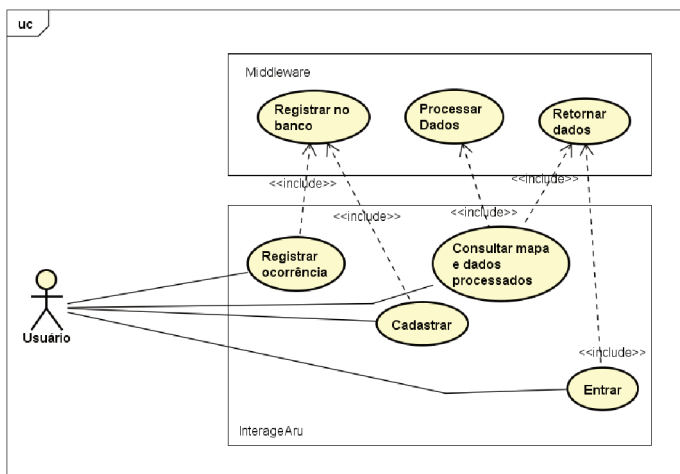 uc
Middleware
Registrar no
banco
Processar
Dados
Retornar
dados
<<include>>
<<include>>
<<include>>
<<include>>
Registrar
ocorrência
Consultar mapa
e dados
processados
Usuário
Cadastrar
<<include>>
Entrar
InterageAru